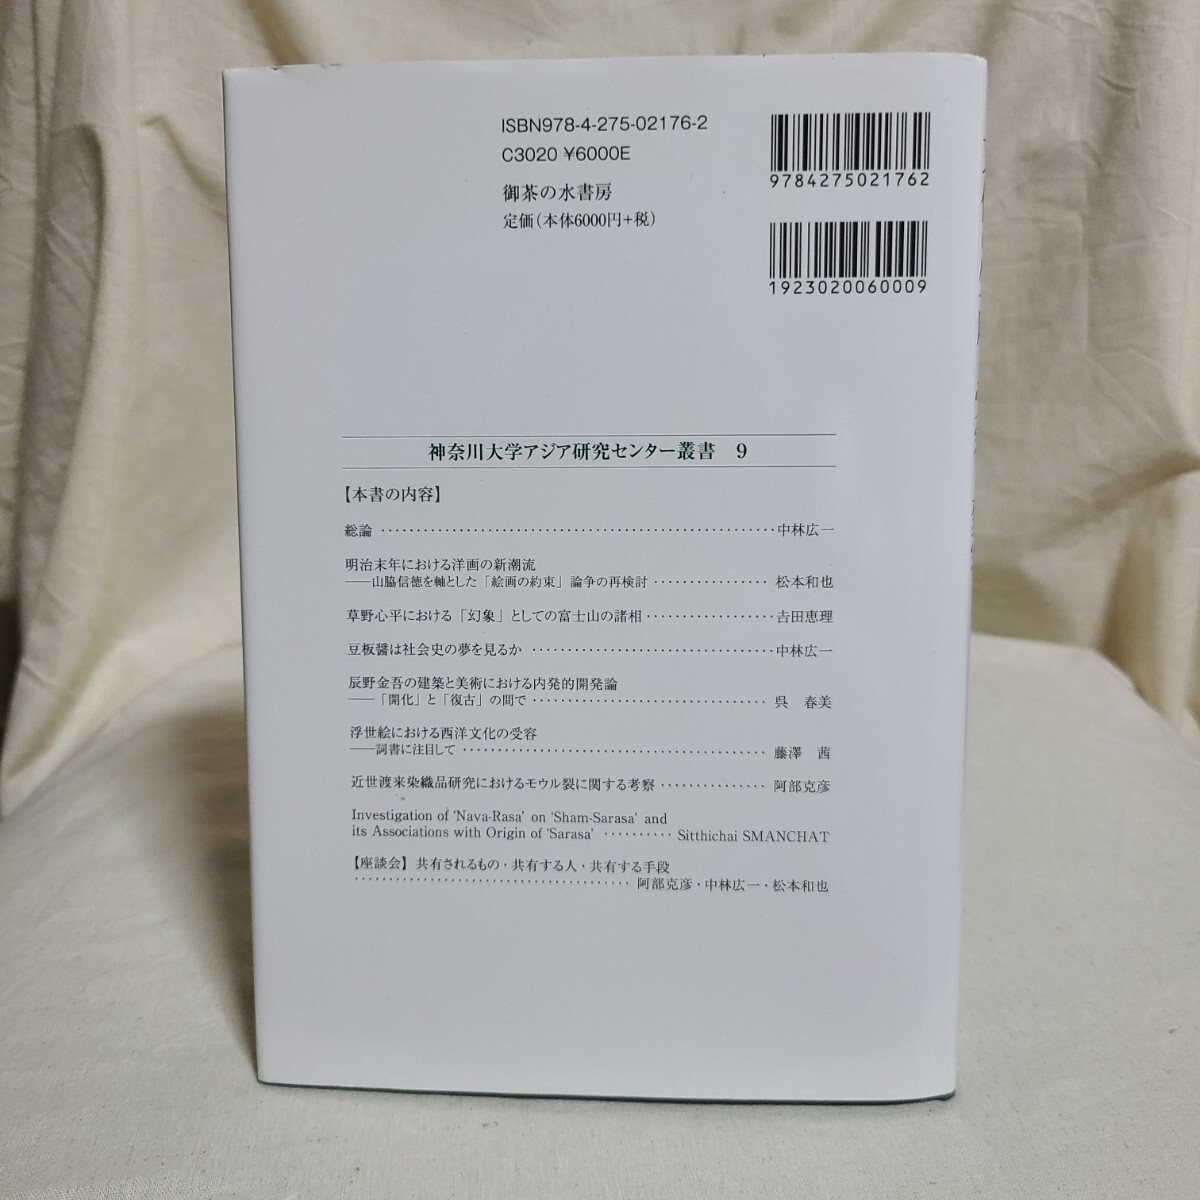 ISBN978-4-275-02176-2
C3020 ¥6000E
御茶の水書房
定価(本体6000円+税)
9784275021762
1923020060009
神奈川大学アジア研究センター叢書 9
【本書の内容】
総論 ・・・・・・・・・・・・・・・・・・・・ 中林広一
明治末年における洋画の新潮流
――山脇信徳を軸とした「絵画の約束」論争の再検討 ・・・・・・・・ 松本和也
草野心平における「幻象」としての富士山の諸相 ・・・・・・・・ 吉田恵理
豆板醤は社会史の夢を見るか ・・・・・・・・・・・・ 中林広一
辰野金吾の建築と美術における内発的開発論
――「開化」と「復古」の間で ・・・・・・・・・・・・ 呉 春美
浮世絵における西洋文化の受容
――詞書に注目して ・・・・・・・・・・・・・・・・ 藤澤 茜
近世渡来染織品研究におけるモウル裂に関する考察 ・・・・・・・・ 阿部克彦
Investigation of 'Nava-Rasa' on 'Sham-Sarasa' and
its Associations with Origin of 'Sarasa' ・・・・・・・・・・ Sitthichai SMANCHAT
【座談会】共有されるもの・共有する人・共有する手段
・・・・・・・・・・・・・・・・・・・・ 阿部克彦・中林広一・松本和也